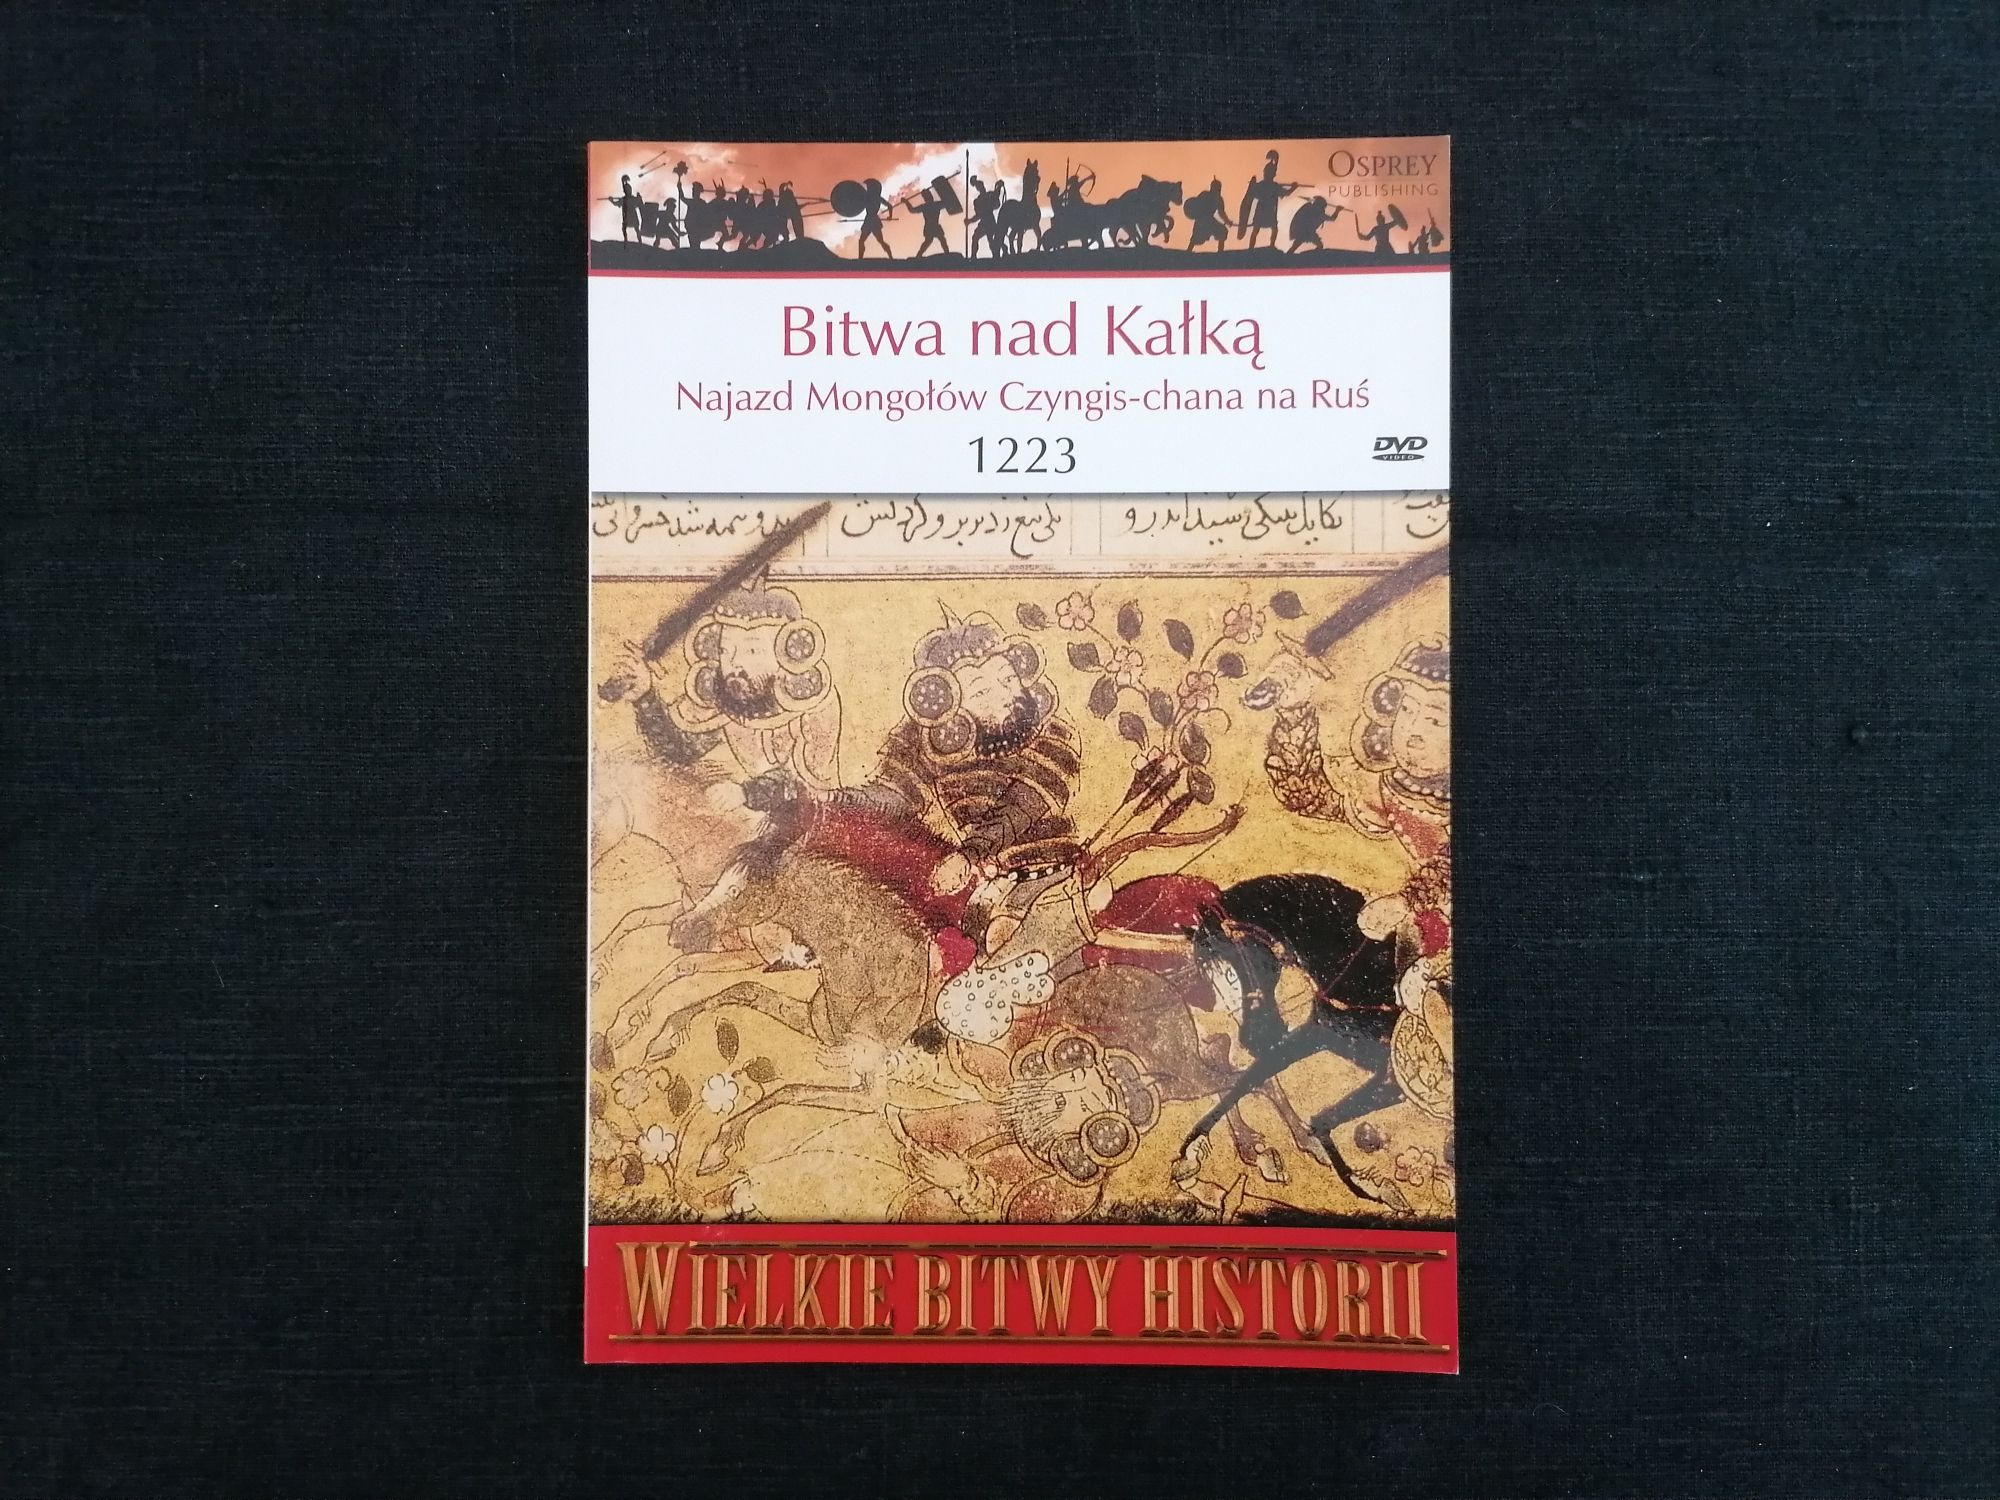 OSPREY
PUBLISHING
Bitwa nad Kałką
Najazd Mongołów Czyngis-chana na Ruś
1223
DVD
VIDEO
WIELKIE BITWY HISTORII